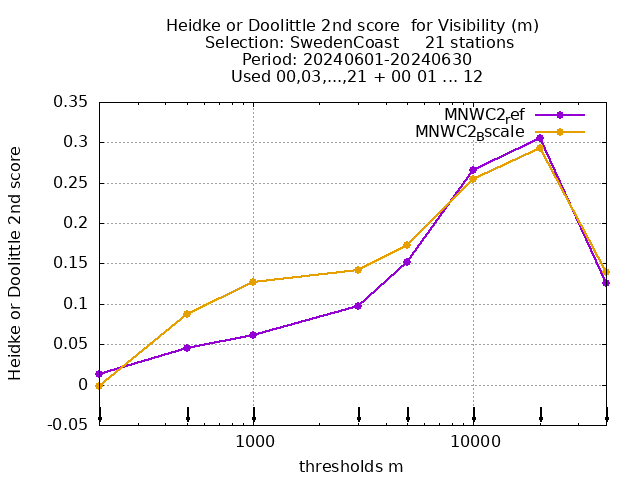 Heidke or Doolittle 2nd score  for Visibility (m)
Selection: SwedenCoast     21 stations
Period: 20240601-20240630
Used 00,03,...,21 + 00 01 ... 12
MNWC2ref
MNWC2Bscale
Heidke or Doolittle 2nd score
0.35
0.3
0.25
0.2
0.15
0.1
0.05
0
-0.05
1000
10000
thresholds m